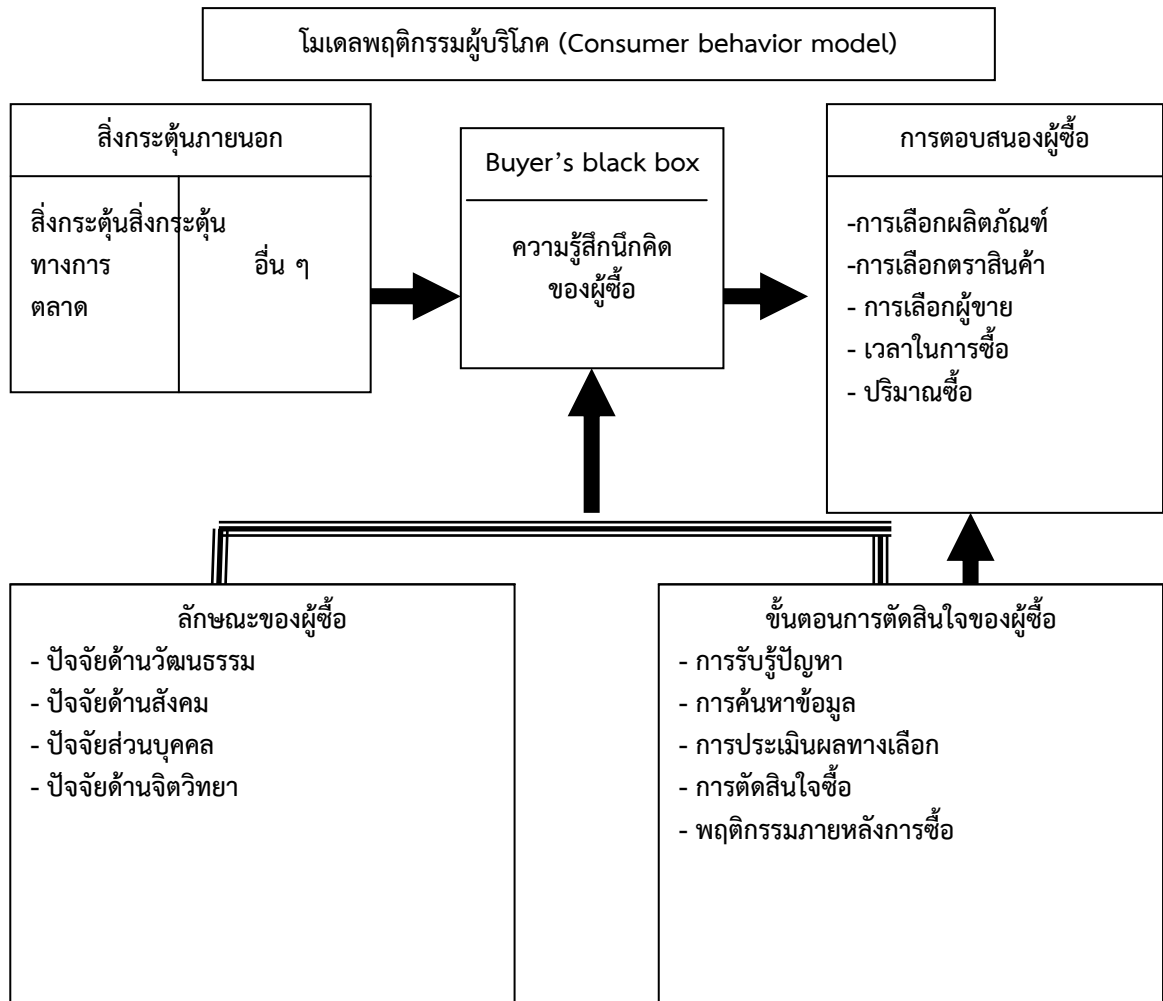 โมเดลพฤติกรรมผู้บริโภค (Consumer behavior model)
สิ่งกระตุ้นภายนอก
สิ่งกระตุ้นสิ่งกระตุ้น
ทางการ อื่น ๆ
ตลาด
Buyer’s black box
ความรู้สึกนึกคิด
ของผู้ซื้อ
การตอบสนองผู้ซื้อ
-การเลือกผลิตภัณฑ์
-การเลือกตราสินค้า
- การเลือกผู้ขาย
- เวลาในการซื้อ
- ปริมาณซื้อ
ลักษณะของผู้ซื้อ
- ปัจจัยด้านวัฒนธรรม
- ปัจจัยด้านสังคม
- ปัจจัยส่วนบุคคล
- ปัจจัยด้านจิตวิทยา
ขั้นตอนการตัดสินใจของผู้ซื้อ
- การรับรู้ปัญหา
- การค้นหาข้อมูล
- การประเมินผลทางเลือก
- การตัดสินใจซื้อ
- พฤติกรรมภายหลังการซื้อ